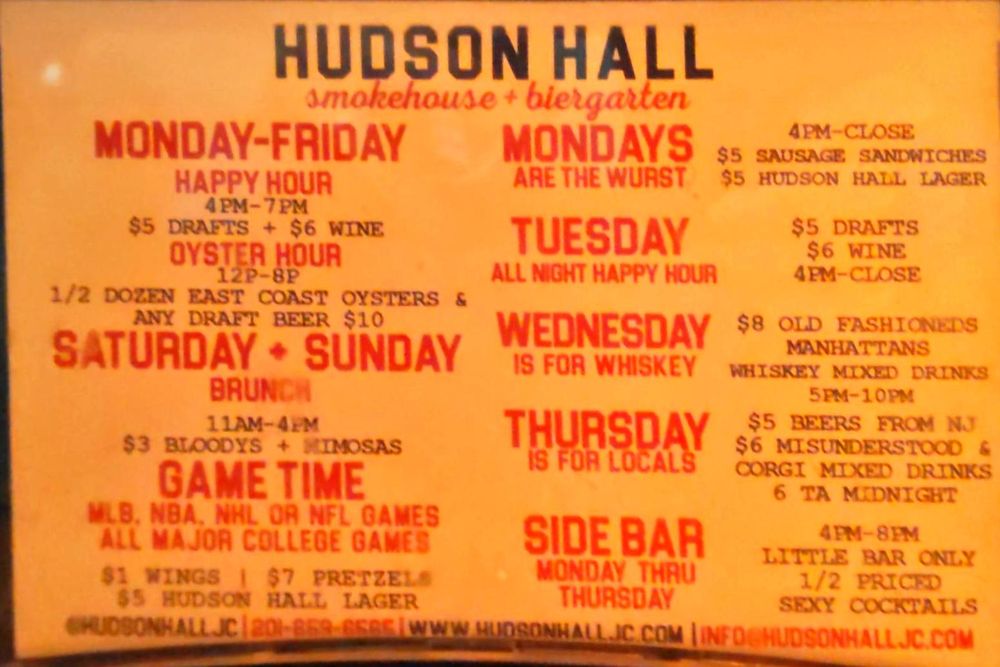 HUDSON HALL
smokehouse + biergarten
MONDAY-FRIDAY
HAPPY HOUR
4PM-7PM
$5 DRAFTS + $6 WINE
OYSTER HOUR
12P-8P
1/2 DOZEN EAST COAST OYSTERS &
ANY DRAFT BEER $10
SATURDAY + SUNDAY
BRUNCH
11AM-4PM
$3 BLOODYS + MIMOSAS
GAME TIME
MLB, NBA, NHL OR NFL GAMES
ALL MAJOR COLLEGE GAMES
$1 WINGS | $7 PRETZELS
$5 HUDSON HALL LAGER
MONDAYS
ARE THE WURST
4PM-CLOSE
$5 SAUSAGE SANDWICHES
$5 HUDSON HALL LAGER
TUESDAY
ALL NIGHT HAPPY HOUR
$5 DRAFTS
$6 WINE
4PM-CLOSE
WEDNESDAY
IS FOR WHISKEY
$8 OLD FASHIONEDS
MANHATTANS
WHISKEY MIXED DRINKS
5PM-10PM
THURSDAY
IS FOR LOCALS
$5 BEERS FROM NJ
$6 MISUNDERSTOOD &
CORGI MIXED DRINKS
6 TA MIDNIGHT
SIDE BAR
MONDAY THRU
THURSDAY
4PM-8PM
LITTLE BAR ONLY
1/2 PRICED
SEXY COCKTAILS
@HUDSONHALLJC | WWW.HUDSONHALLJC.COM | INFO@HUDSONHALLJC.COM